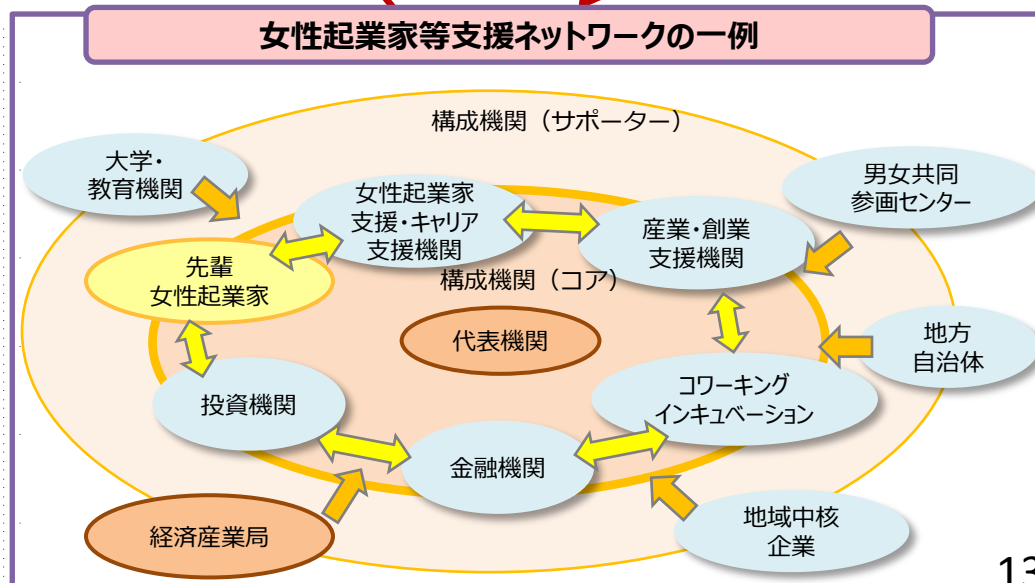 女性起業家等支援ネットワークの一例
構成機関（サポーター）
大学・
教育機関
女性起業家
支援・キャリア
支援機関
産業・創業
支援機関
男女共同
参画センター
先輩
女性起業家
構成機関（コア）
代表機関
地方
自治体
投資機関
コワーキング
インキュベーション
金融機関
経済産業局
地域中核
企業
13